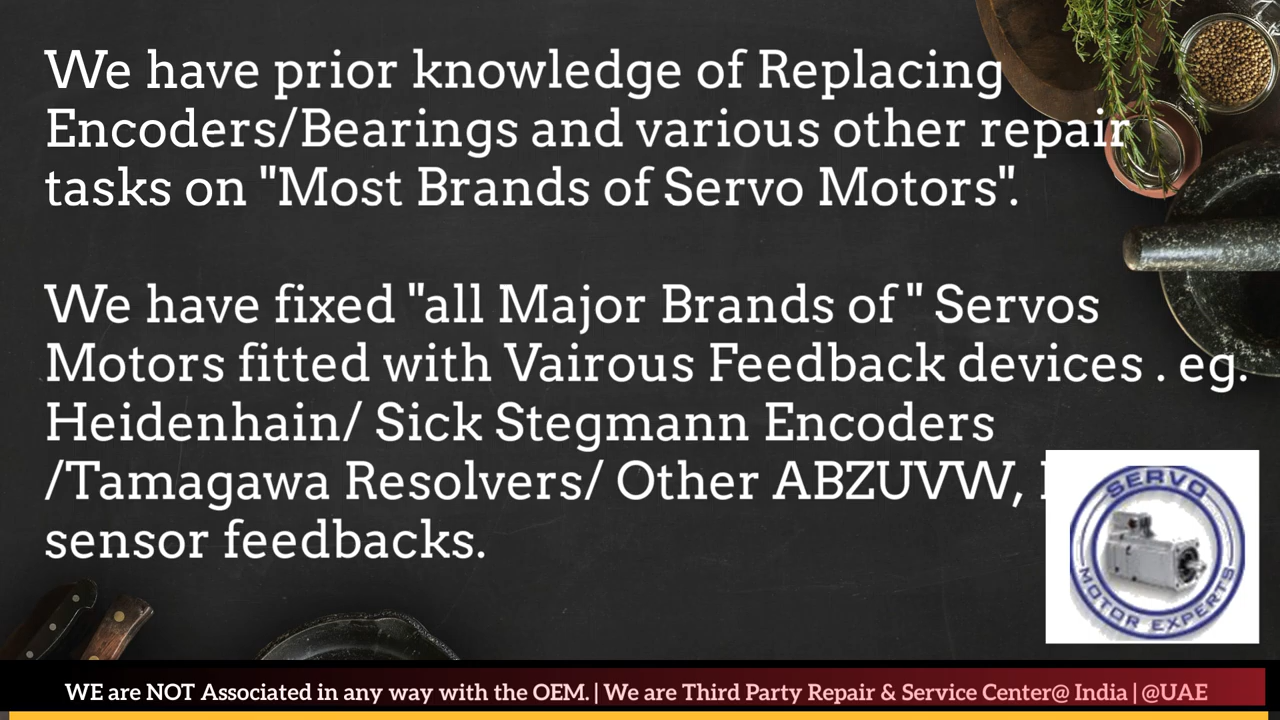 We have prior knowledge of Replacing
Encoders/Bearings and various other repair
tasks on "Most Brands of Servo Motors".
We have fixed "all Major Brands of " Servos
Motors fitted with Vairous Feedback devices . eg.
Heidenhain/ Sick Stegmann Encoders
/Tamagawa Resolvers/ Other ABZUVW,
sensor feedbacks.
SERVO
MOTOR EXPERTS
WE are NOT Associated in any way with the OEM. | We are Third Party Repair & Service Center@ India | @UAE